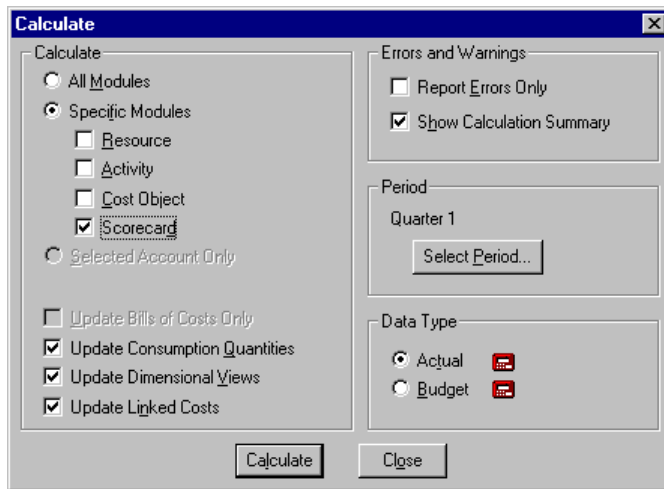 Calculate
Calculate
All Modules
Specific Modules
Resource
Activity
Cost Object
Scorecard
Selected Account Only
Update Bills of Costs Only
Update Consumption Quantities
Update Dimensional Views
Update Linked Costs
Errors and Warnings
Report Errors Only
Show Calculation Summary
Period
Quarter 1
Select Period...
Data Type
Actual
Budget
Calculate
Close